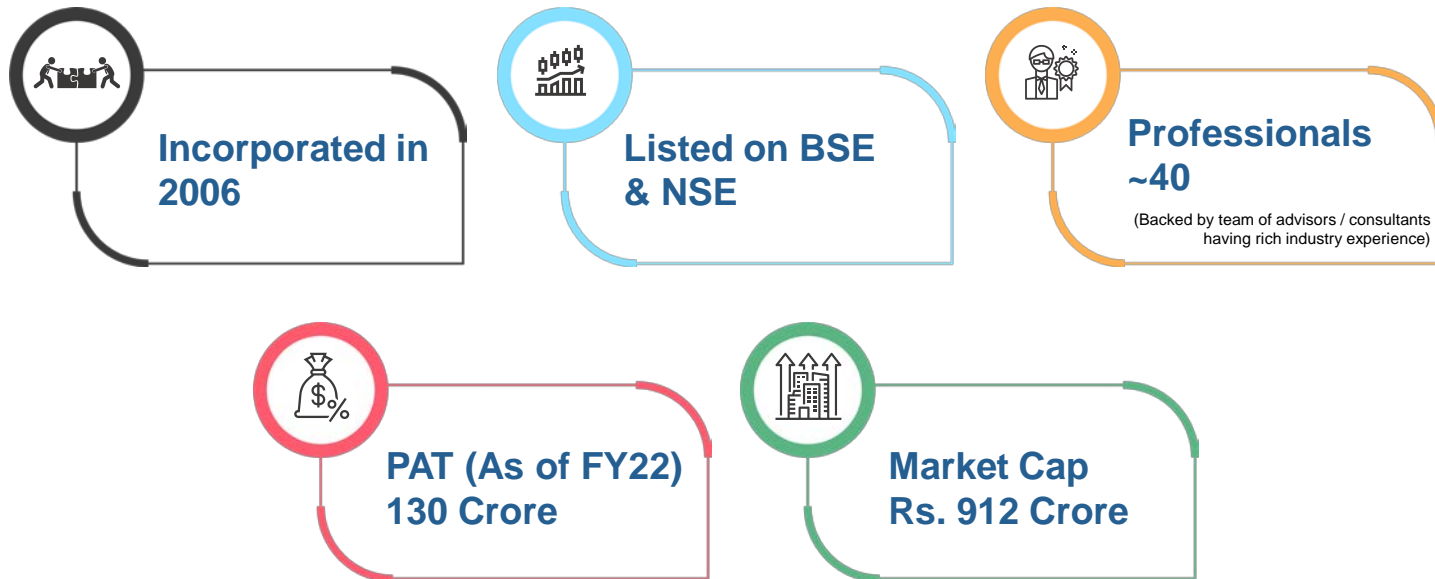 Incorporated in
2006
Listed on BSE
& NSE
Professionals
~40
(Backed by team of advisors / consultants
having rich industry experience)
$%
PAT (As of FY22)
130 Crore
Market Cap
Rs. 912 Crore